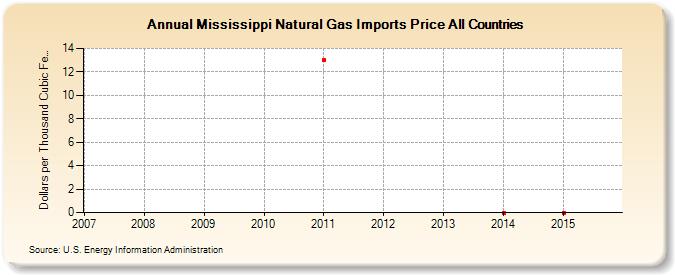 Annual Mississippi Natural Gas Imports Price All Countries
Dollars per Thousand Cubic Fe...
14
12
10
8
6
4
2
0
2007 2008 2009 2010 2011 2012 2013 2014 2015
Source: U.S. Energy Information Administration